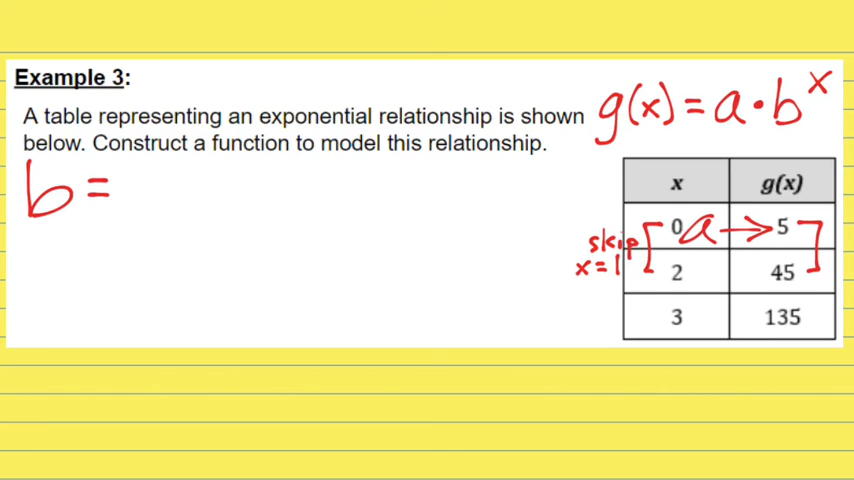 Example 3:
g(x) = a • b^x
A table representing an exponential relationship is shown
below. Construct a function to model this relationship.
b =
x g(x)
0 a → 5
skip
x = 1
2 45
3 135